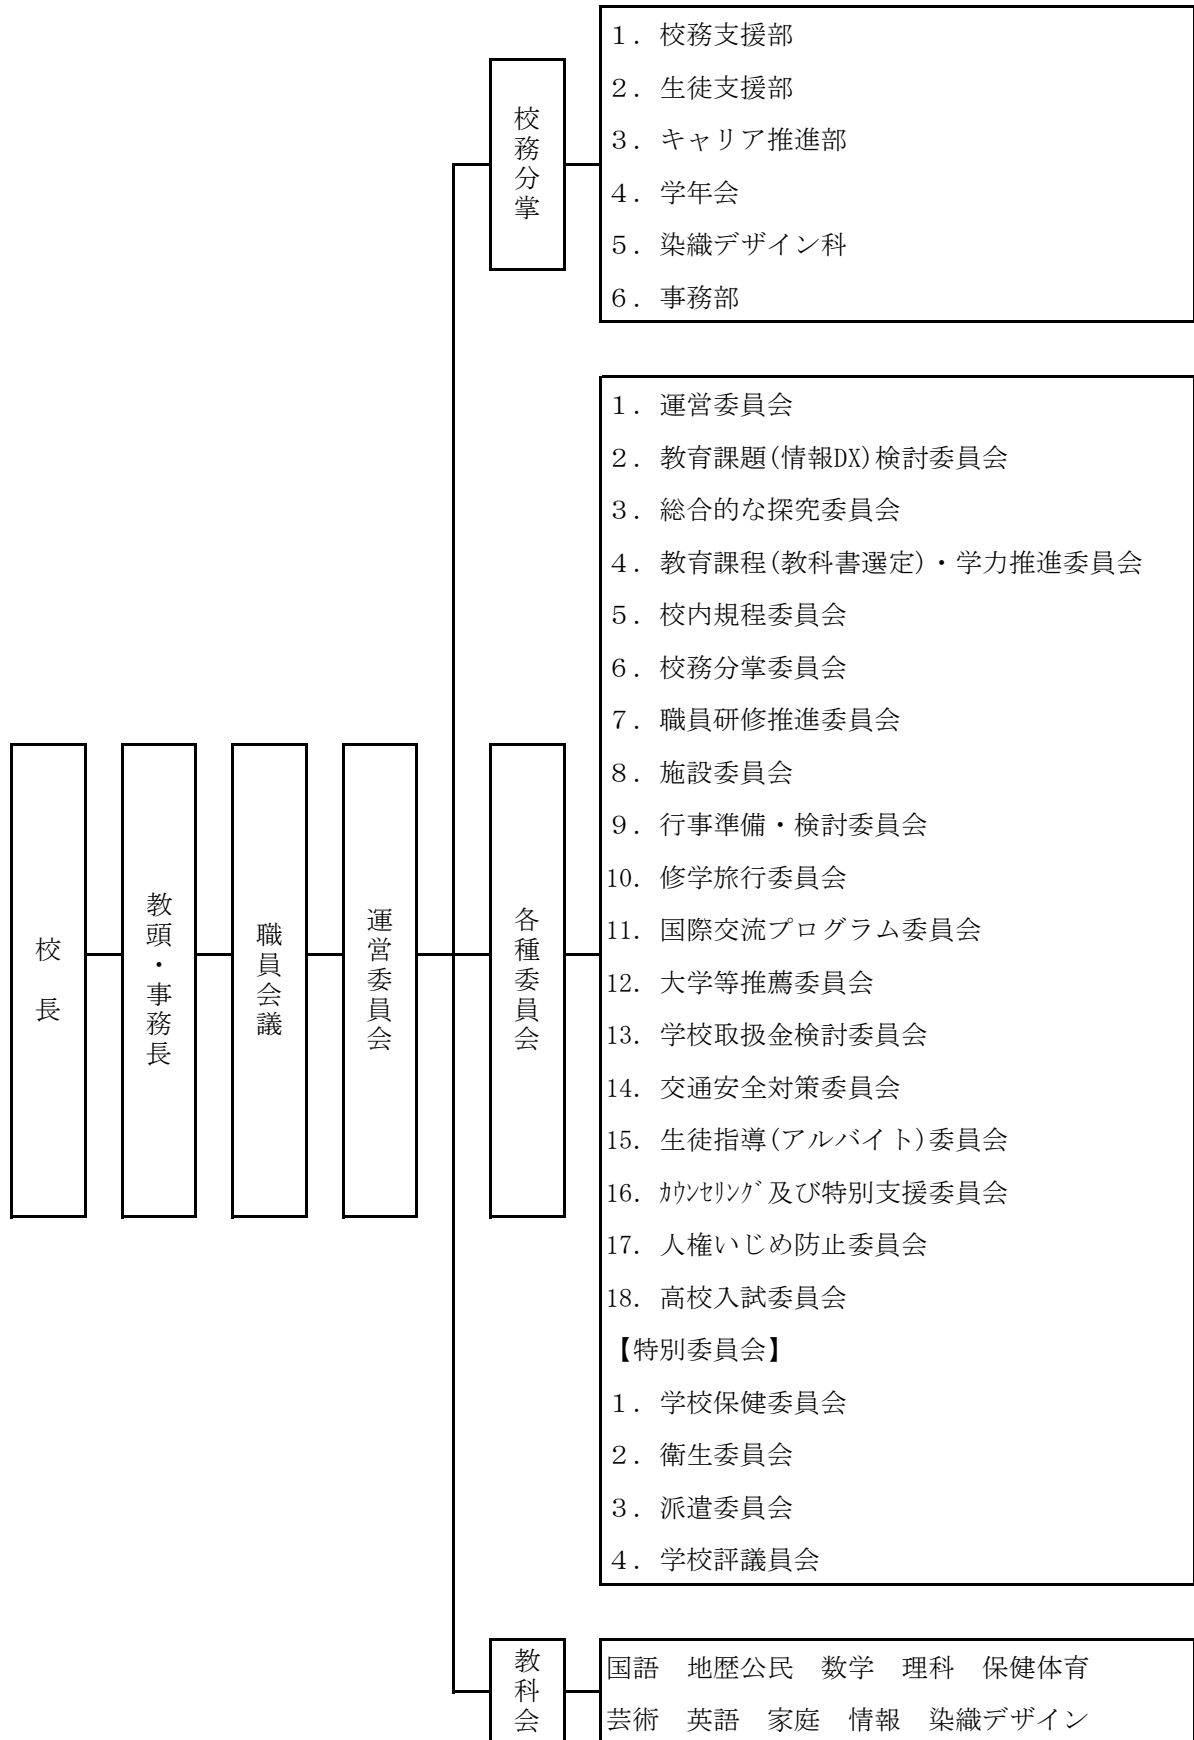 校務分掌
１．校務支援部
２．生徒支援部
３．キャリア推進部
４．学年会
５．染織デザイン科
６．事務部
校長
教頭・事務長
職員会議
運営委員会
各種委員会
１．運営委員会
２．教育課題(情報DX)検討委員会
３．総合的な探究委員会
４．教育課程(教科書選定)・学力推進委員会
５．校内規程委員会
６．校務分掌委員会
７．職員研修推進委員会
８．施設委員会
９．行事準備・検討委員会
10．修学旅行委員会
11．国際交流プログラム委員会
12．大学等推薦委員会
13．学校取扱金検討委員会
14．交通安全対策委員会
15．生徒指導(アルバイト)委員会
16．ｶｳﾝｾﾘﾝｸﾞ及び特別支援委員会
17．人権いじめ防止委員会
18．高校入試委員会
【特別委員会】
１．学校保健委員会
２．衛生委員会
３．派遣委員会
４．学校評議員会
教科会
国語　地歴公民　数学　理科　保健体育
芸術　英語　家庭　情報　染織デザイン